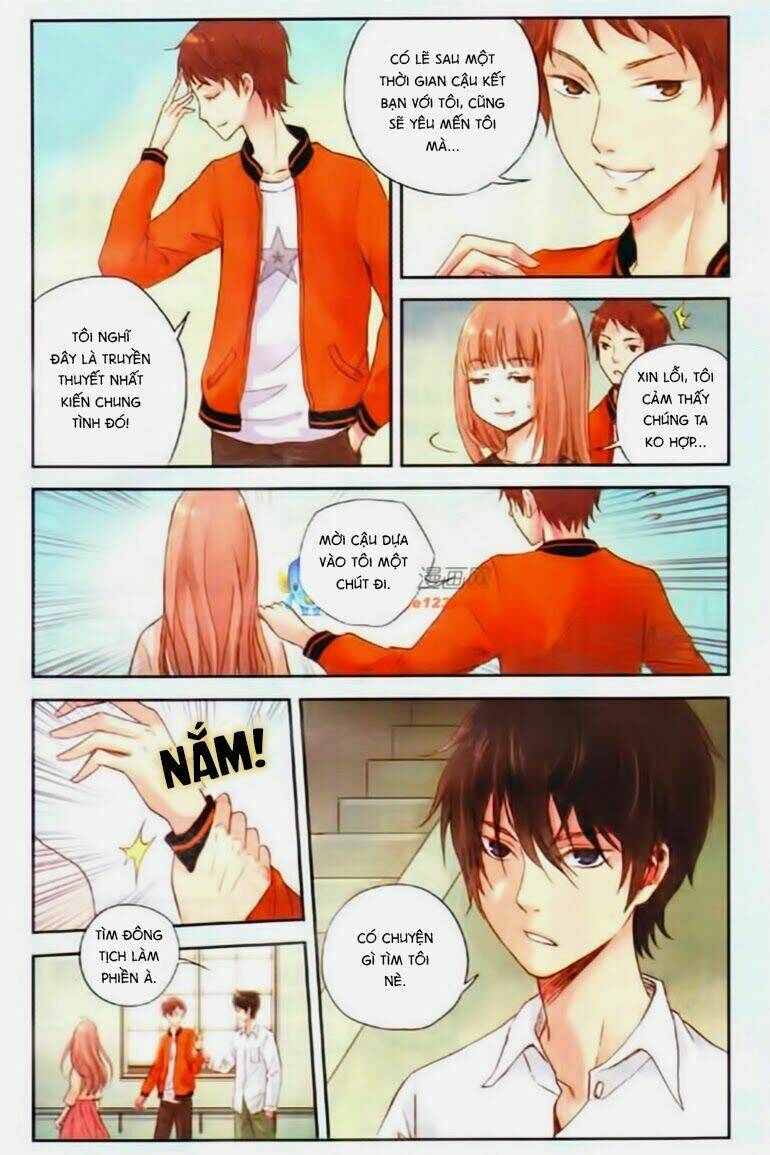 CÓ LẼ SAU MỘT
THỜI GIAN CẬU KẾT
BẠN VỚI TÔI, CŨNG
SẼ YÊU MẾN TÔI
MÀ...
TÔI NGHĨ
ĐÂY LÀ TRUYỀN
THUYẾT NHẤT
KIẾN CHUNG
TÌNH ĐÓ!
XIN LỖI, TÔI
CẢM THẤY
CHÚNG TA
KO HỢP...
MỜI CẬU DỰA
VÀO TÔI MỘT
CHÚT ĐI.
漫画网
NẮM!
TÌM ĐÔNG
TỊCH LÀM
PHIỀN À.
CÓ CHUYỆN
GÌ TÌM TÔI
NÈ.